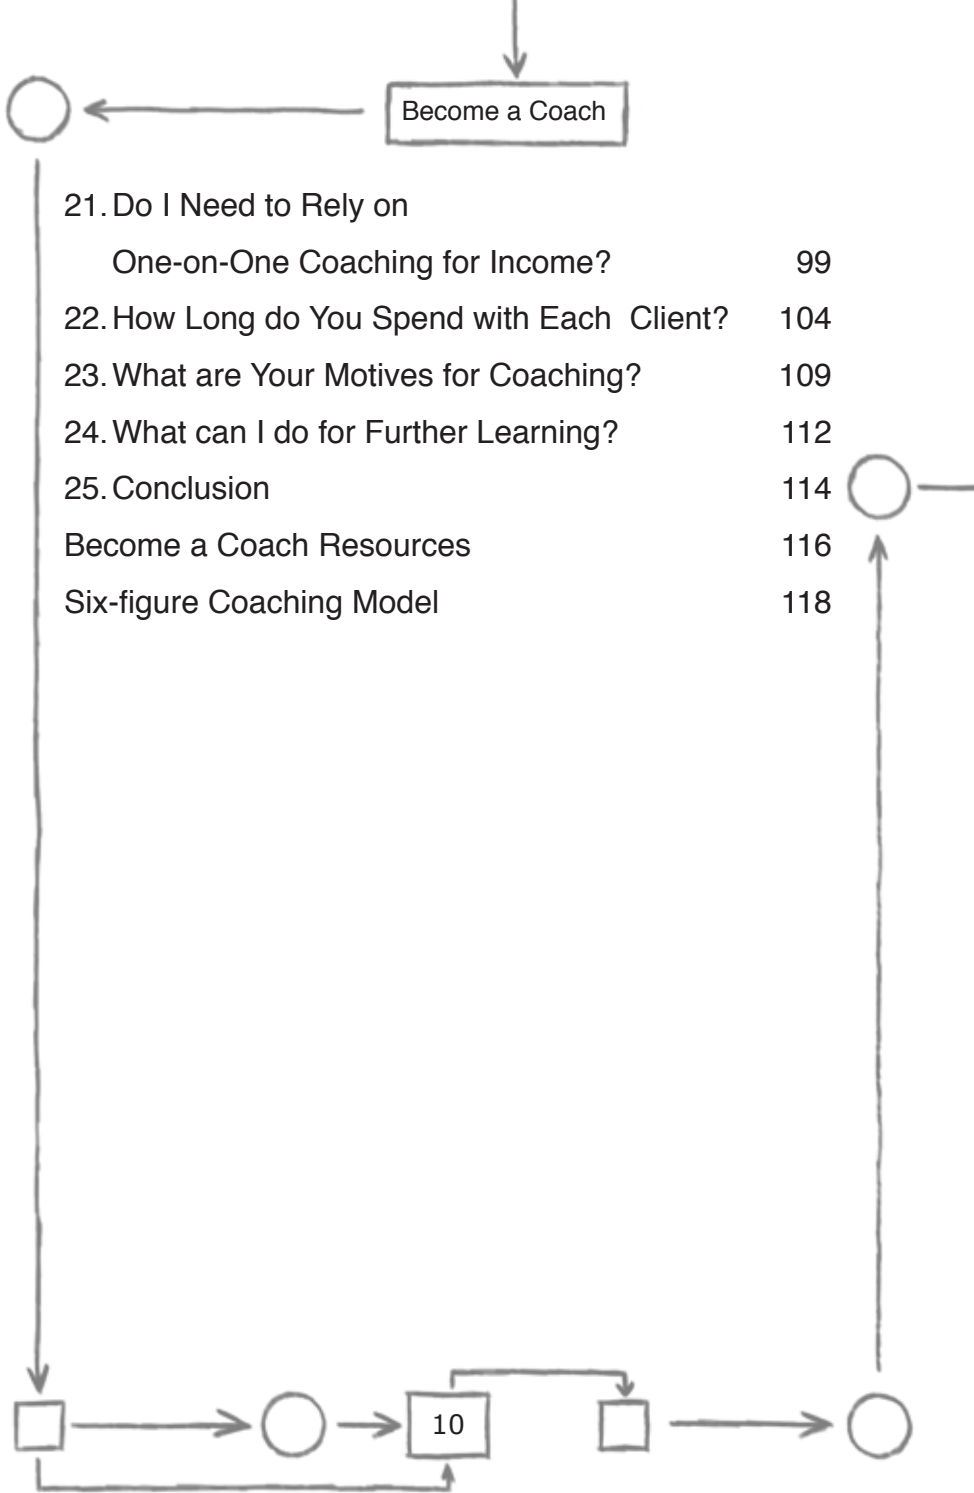 Become a Coach
21. Do I Need to Rely on
One-on-One Coaching for Income? 99
22. How Long do You Spend with Each  Client? 104
23. What are Your Motives for Coaching? 109
24. What can I do for Further Learning? 112
25. Conclusion 114
Become a Coach Resources 116
Six-figure Coaching Model 118
10